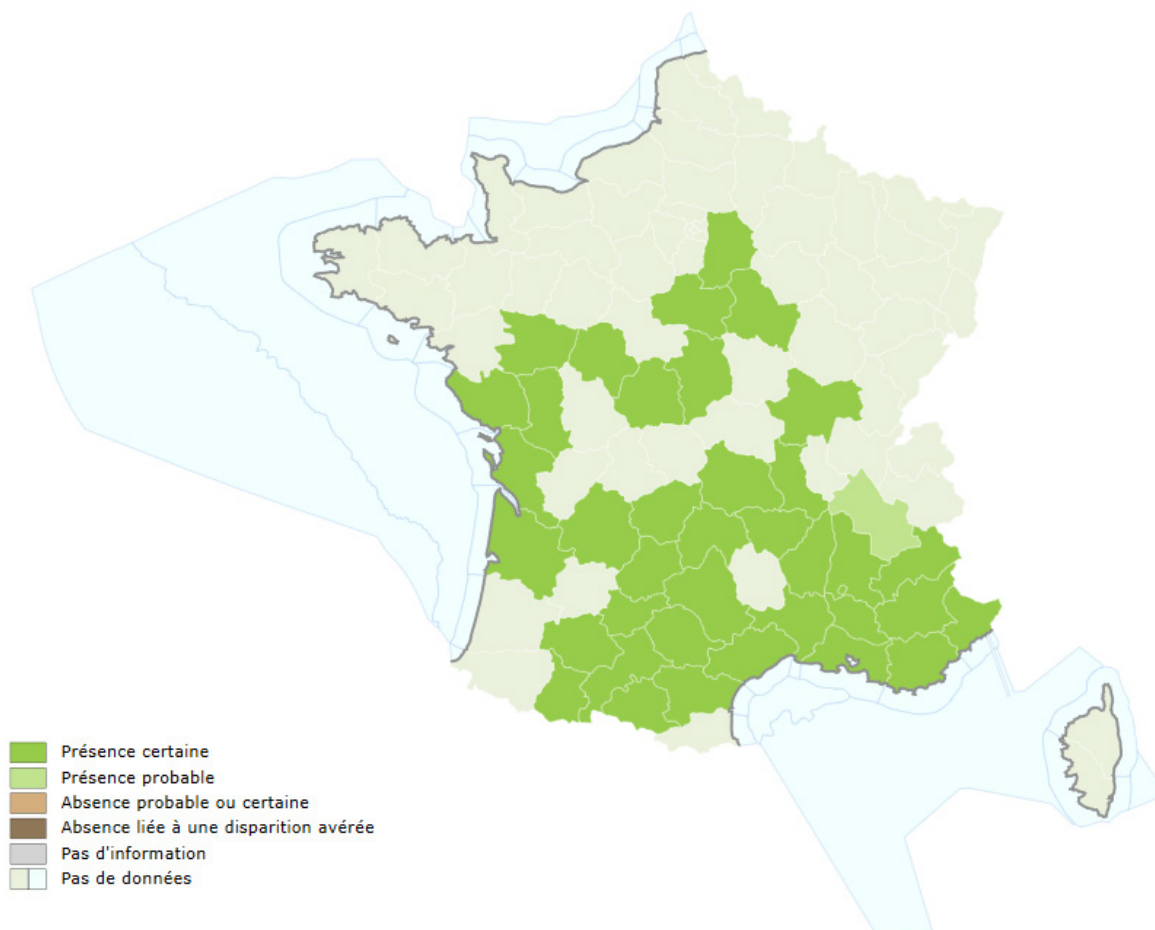 Présence certaine
Présence probable
Absence probable ou certaine
Absence liée à une disparition avérée
Pas d'information
Pas de données